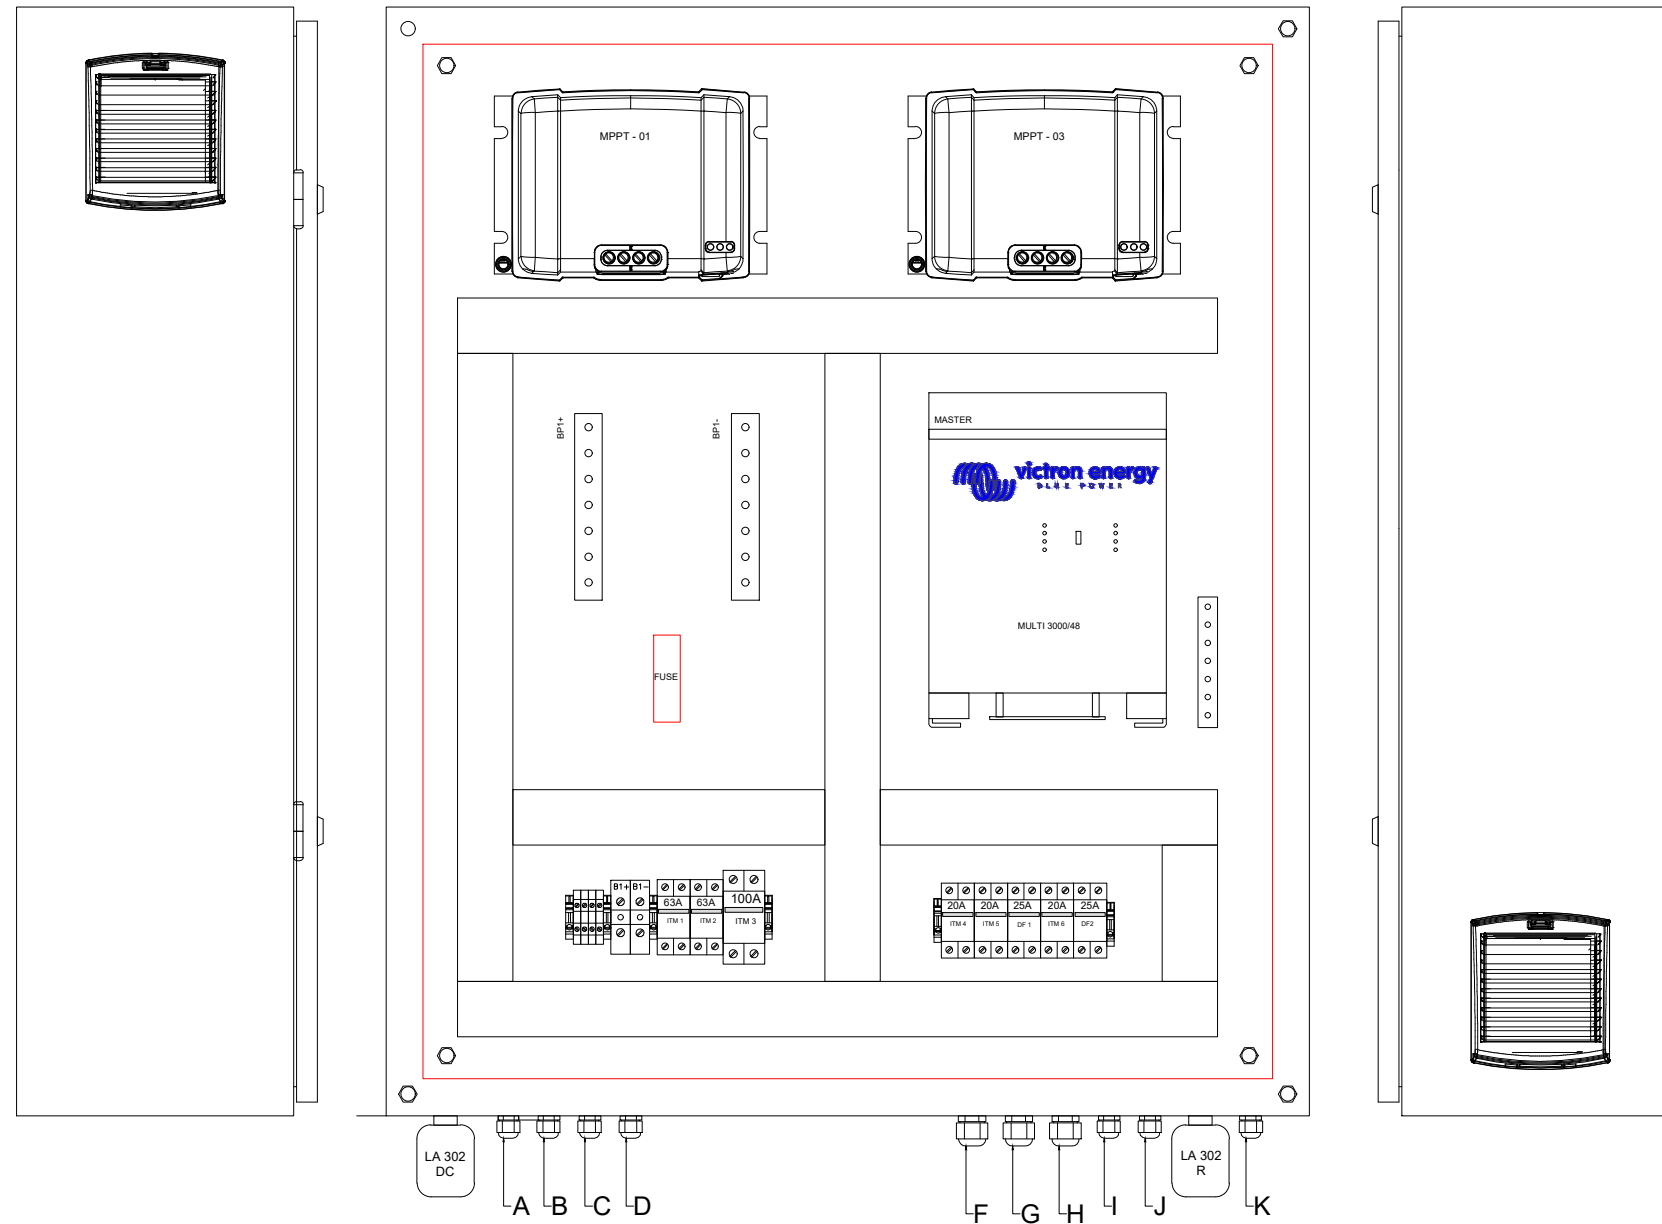 MPPT - 01
MPPT - 03
BP1+
BP1-
MASTER
victron energy
BLUE POWER
MULTI 3000/48
FUSE
B1+ B1-
63A 63A 100A
ITM 1 ITM 2 ITM 3
20A 20A 25A 20A 25A
ITM 4 ITM 5 DF 1 ITM 6 DF2
LA 302
DC
LA 302
R
A B C D F G H I J K